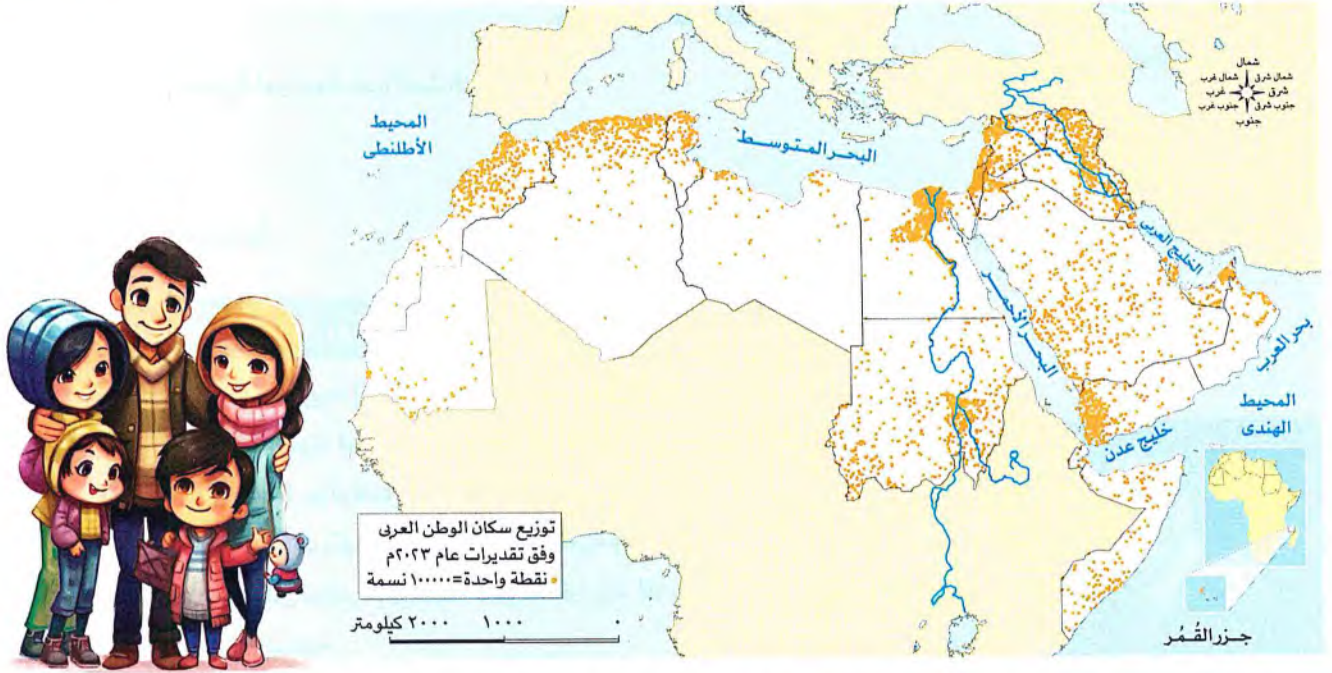 شمال
شمال غرب
شمال شرق
غرب
شرق
جنوب غرب
جنوب شرق
جنوب
المحيط
الأطلنطى
البحر المتوسط
الخليج العربى
البحر الأحمر
بحر العرب
المحيط
الهندى
خليج عدن
توزيع سكان الوطن العربى
وفق تقديرات عام ٢٠٢٣م
نقطة واحدة=١٠٠٠٠٠ نسمة
٠ ١٠٠٠ ٢٠٠٠ كيلومتر
جزر القُمُر